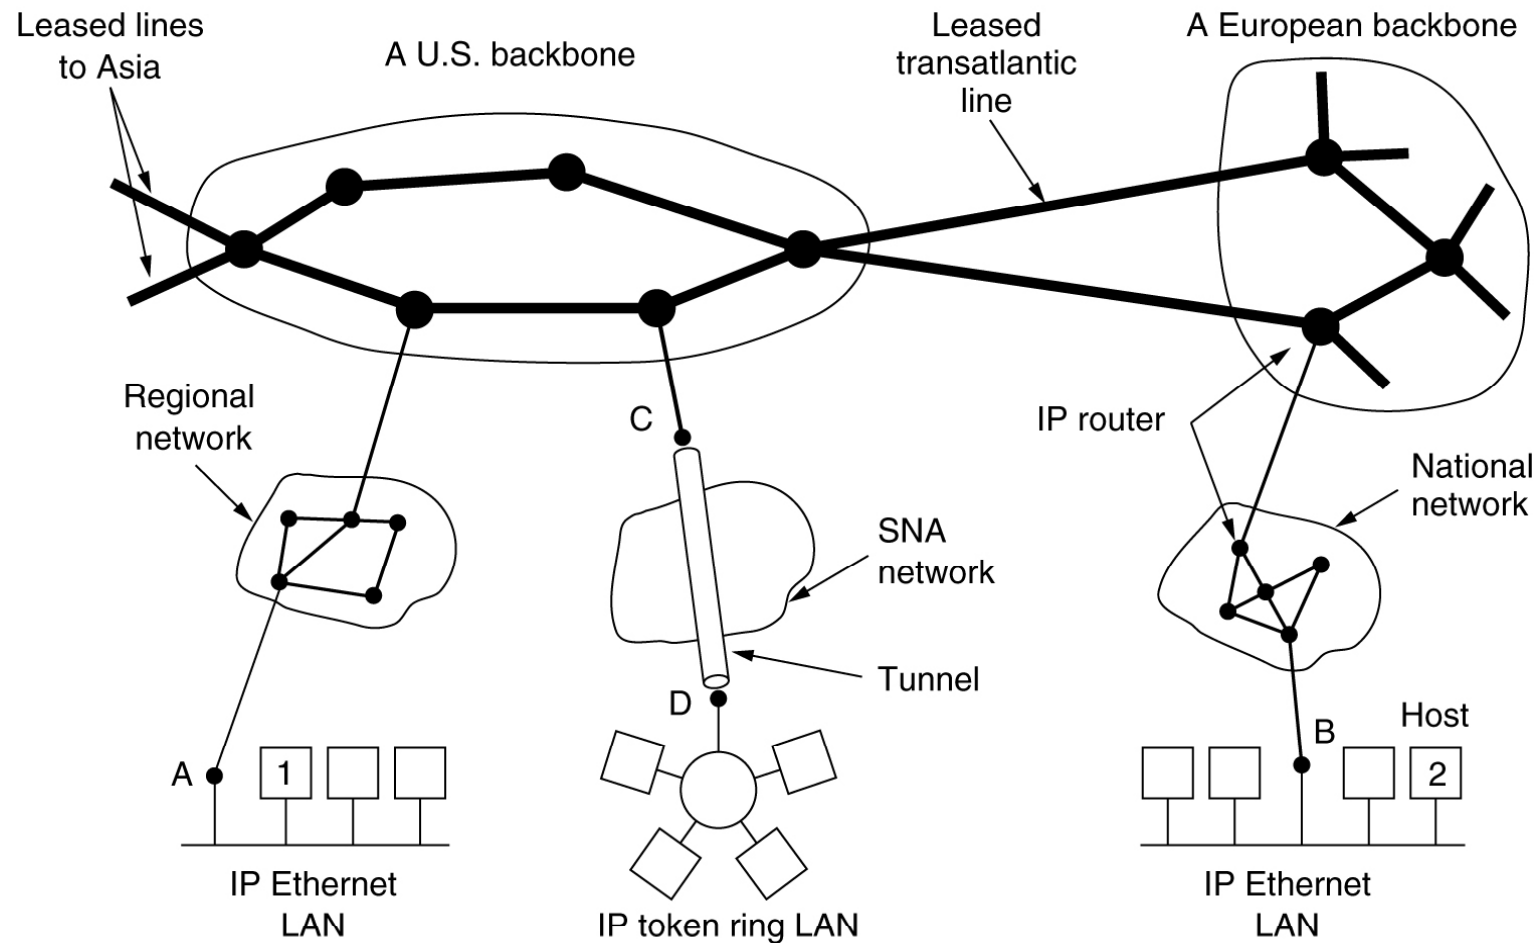 Leased lines
to Asia
A U.S. backbone
Leased
transatlantic
line
A European backbone
Regional
network
C
IP router
National
network
SNA
network
Tunnel
D
A
1
B
Host
2
IP Ethernet
LAN
IP token ring LAN
IP Ethernet
LAN